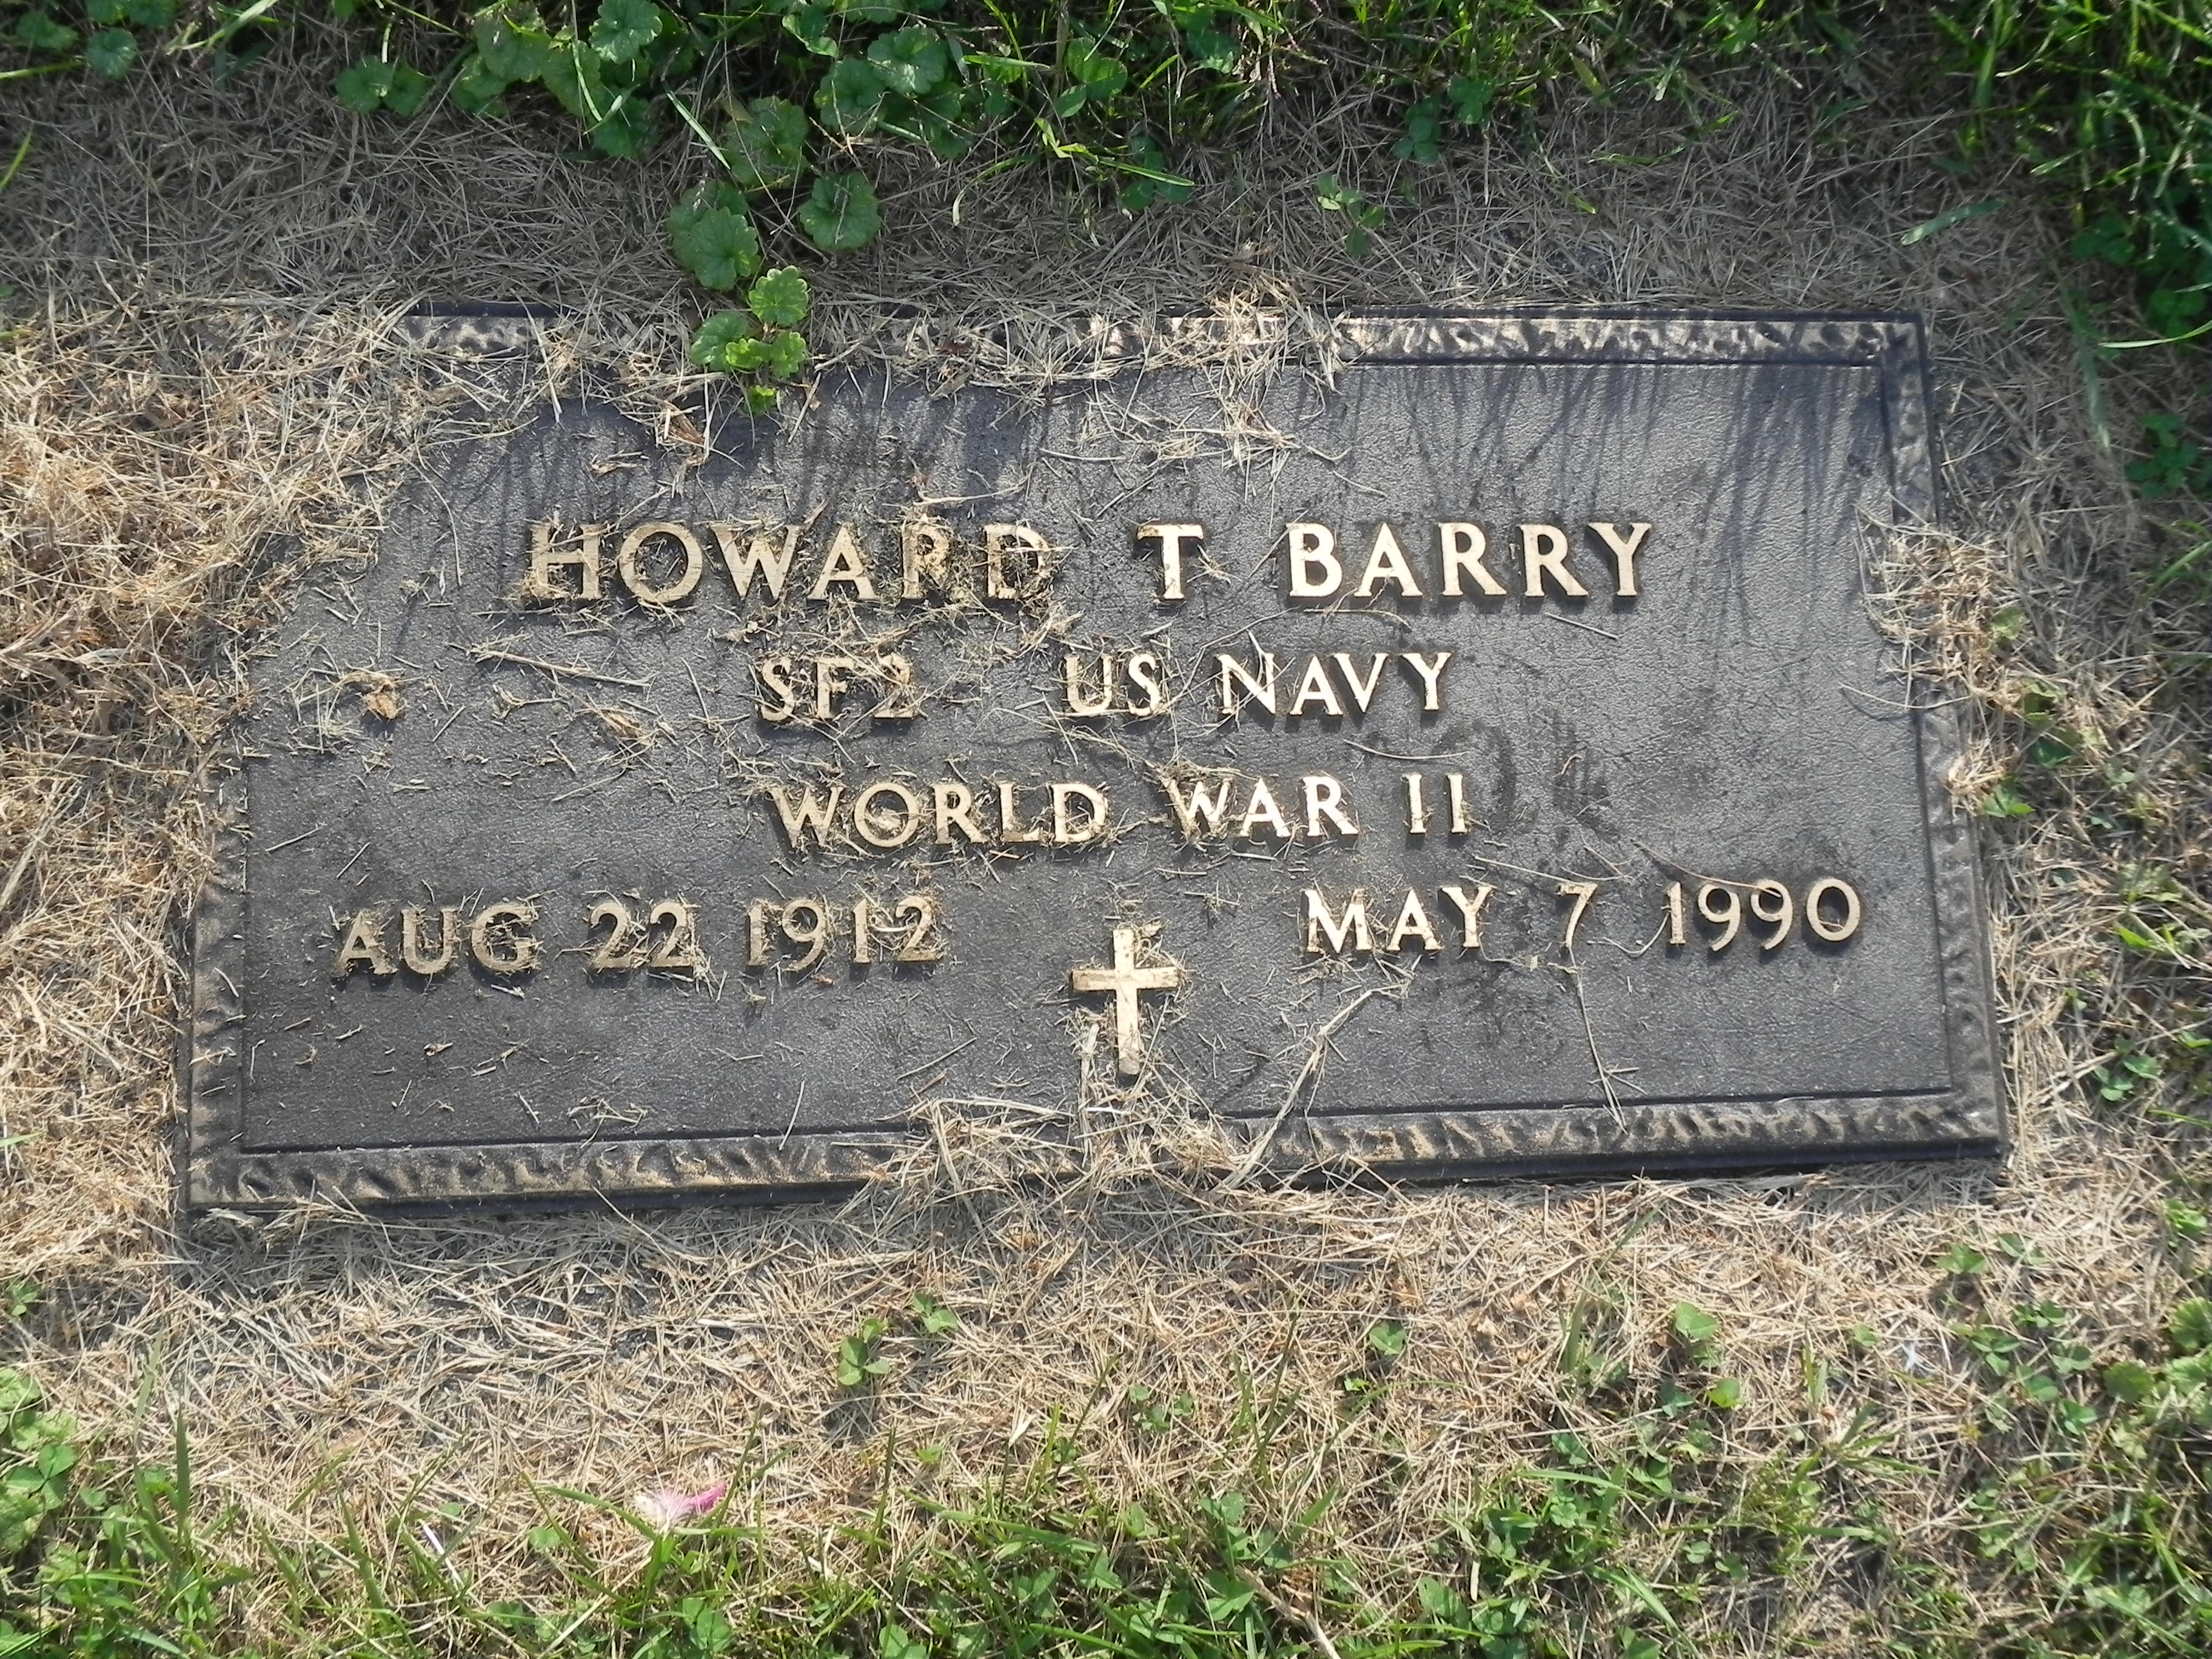 HOWARD T BARRY
SF2 US NAVY
WORLD WAR II
AUG 22 1912 MAY 7 1990